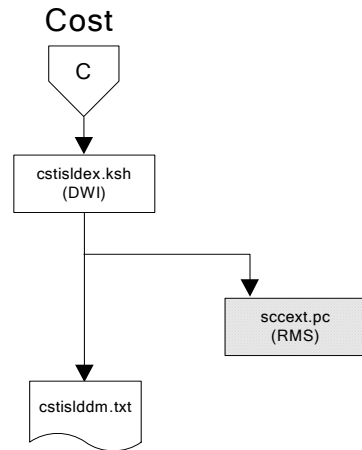 Cost
C
cstisldex.ksh
(DWI)
sccext.pc
(RMS)
cstislddm.txt